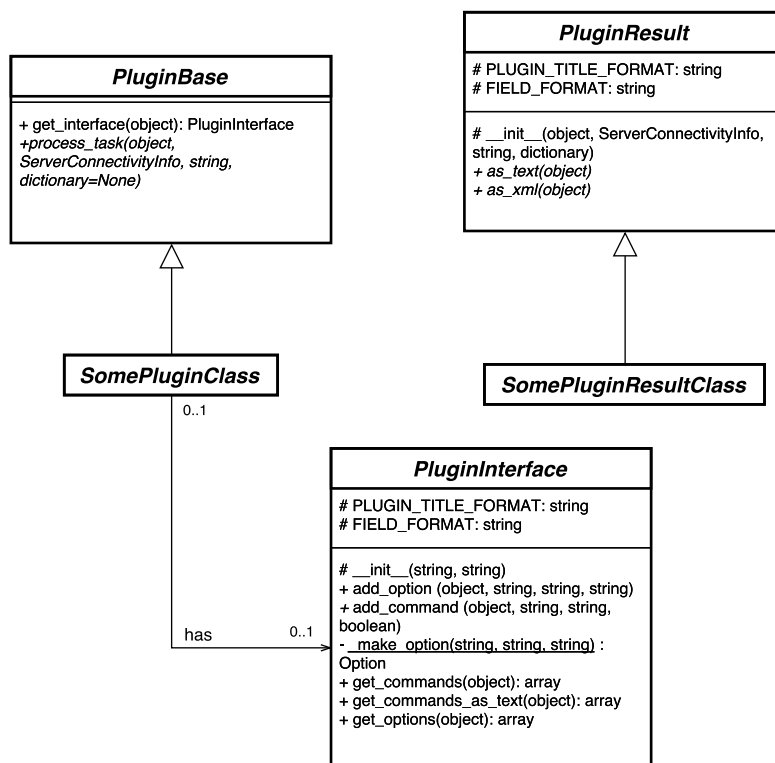 PluginBase
+ get_interface(object): PluginInterface
+process_task(object,
ServerConnectivityInfo, string,
dictionary=None)
PluginResult
# PLUGIN_TITLE_FORMAT: string
# FIELD_FORMAT: string
# __init__(object, ServerConnectivityInfo,
string, dictionary)
+ as_text(object)
+ as_xml(object)
SomePluginClass
SomePluginResultClass
0..1
has
0..1
PluginInterface
# PLUGIN_TITLE_FORMAT: string
# FIELD_FORMAT: string
# __init__(string, string)
+ add_option (object, string, string, string)
+ add_command (object, string, string,
boolean)
- _make_option(string, string, string) :
Option
+ get_commands(object): array
+ get_commands_as_text(object): array
+ get_options(object): array